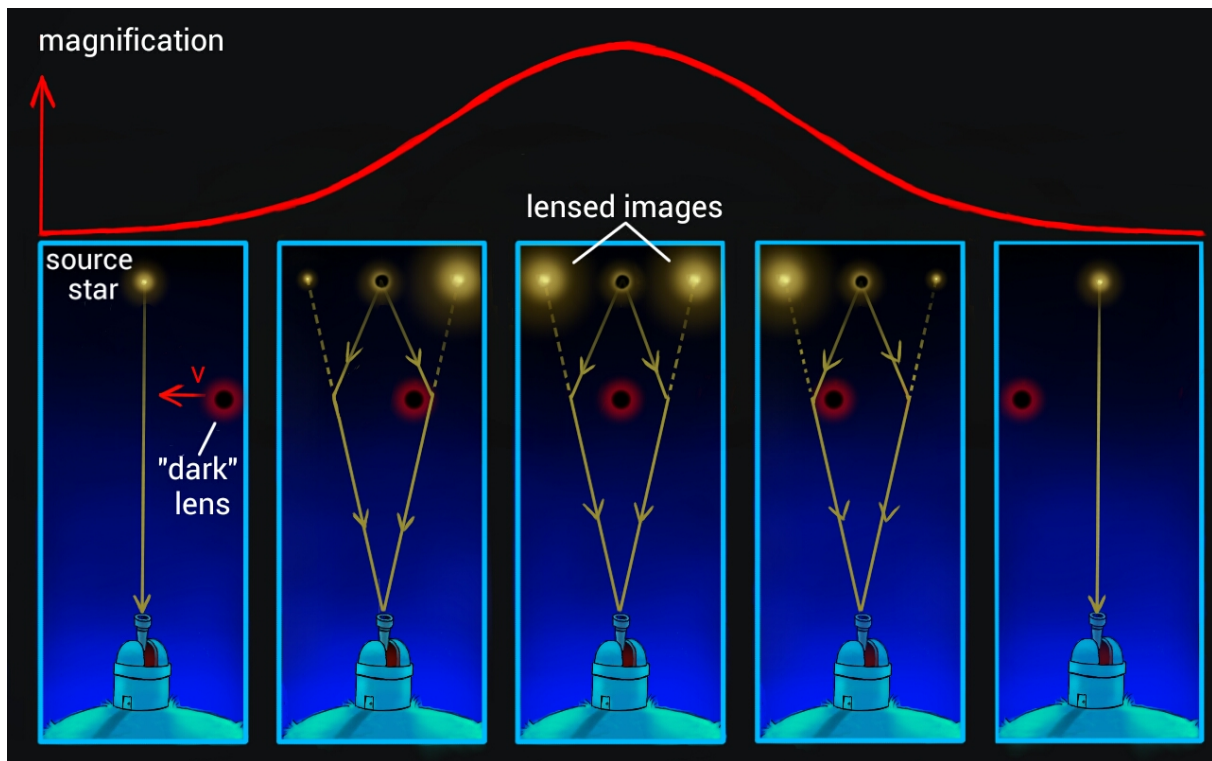 magnification
lensed images
source
star
v
"dark"
lens